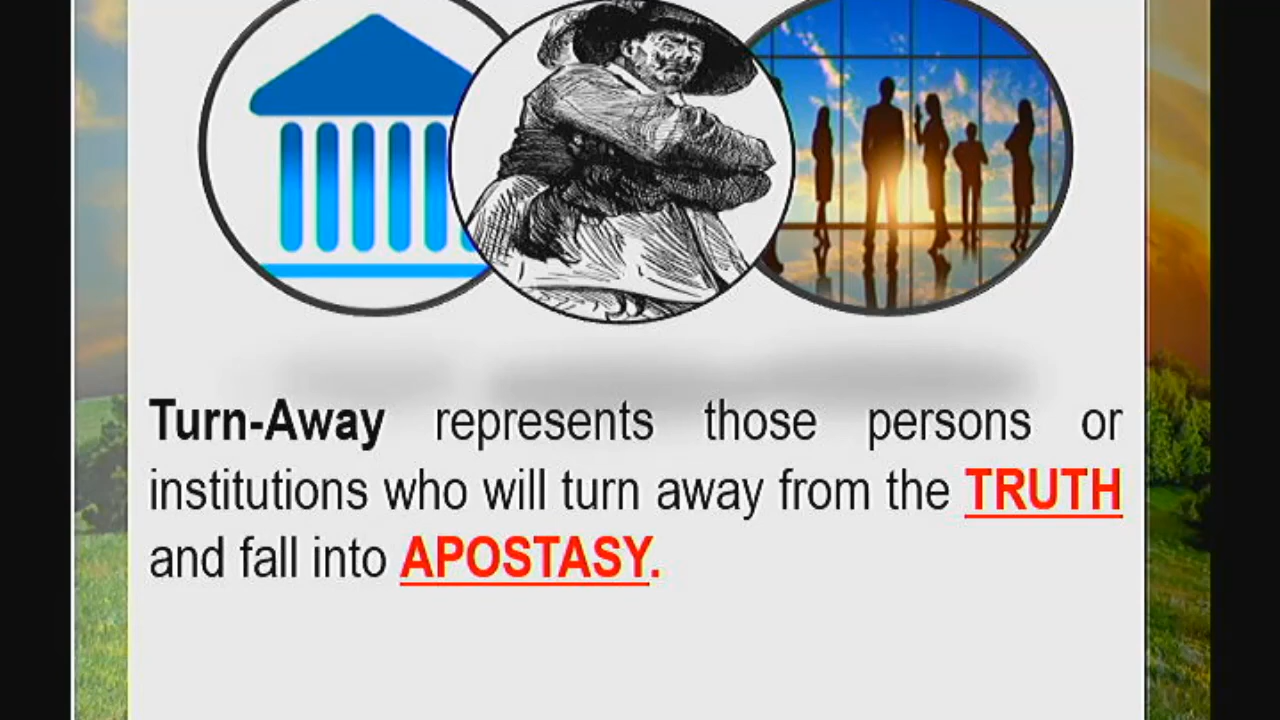 Turn-Away represents those persons or
institutions who will turn away from the TRUTH
and fall into APOSTASY.